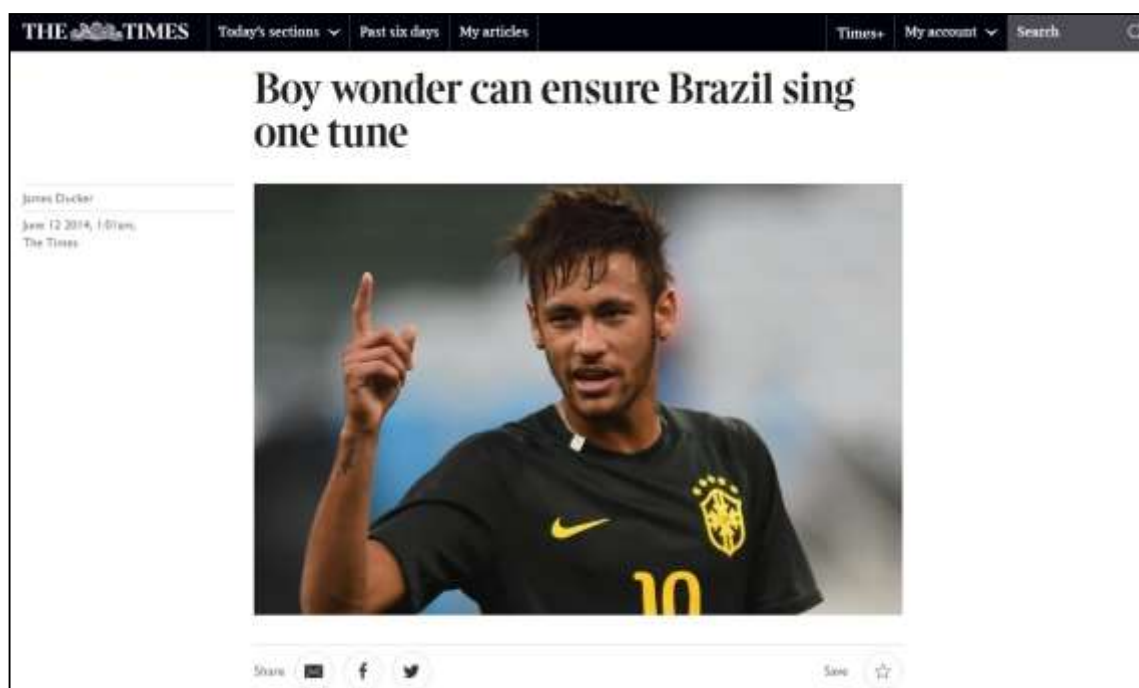 THE TIMES Today's sections Past six days My articles Times+ My account Search
Boy wonder can ensure Brazil sing
one tune
James Ducker
June 12 2014, 1:01am,
The Times
10
Share f Save